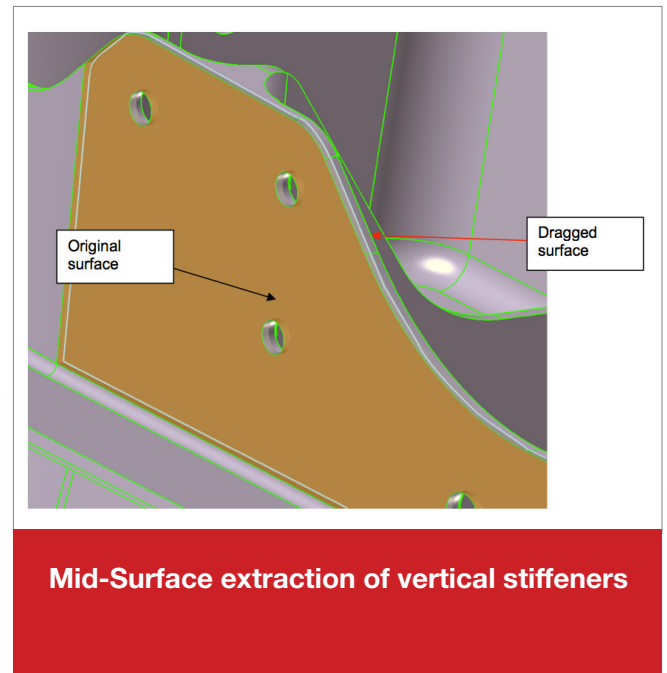 Original
surface
Dragged
surface
Mid-Surface extraction of vertical stiffeners